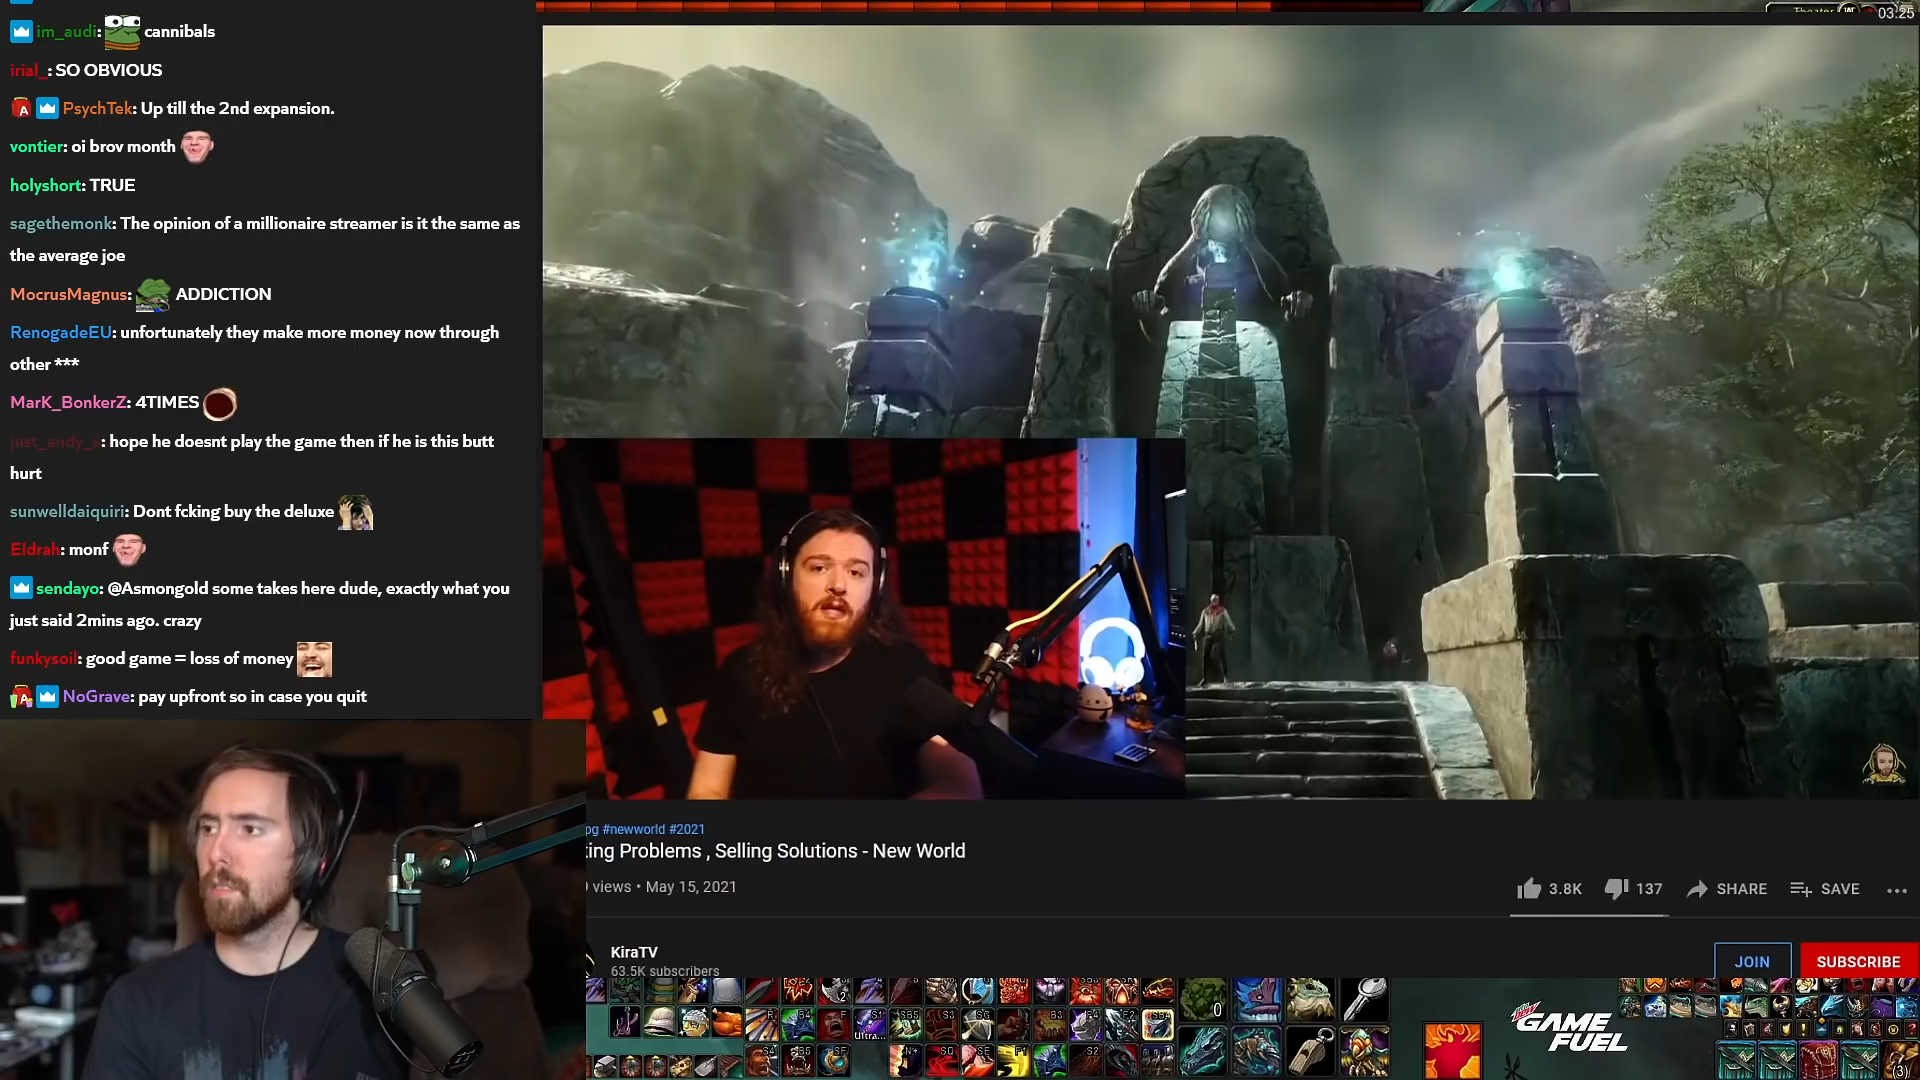 im_audi: cannibals
irial_: SO OBVIOUS
PsychTek: Up till the 2nd expansion.
vontier: oi brov month
holyshort: TRUE
sagethemonk: The opinion of a millionaire streamer is it the same as
the average joe
MocrusMagnus: ADDICTION
RenogadeEU: unfortunately they make more money now through
other ***
MarK_BonkerZ: 4TIMES
just_andy_a: hope he doesnt play the game then if he is this butt
hurt
sunwelldaiquiri: Dont fcking buy the deluxe
Eldrah: monf
sendayo: @Asmongold some takes here dude, exactly what you
just said 2mins ago. crazy
funkysoil: good game = loss of money
NoGrave: pay upfront so in case you quit
Theater
03:25
#newworld #2021
Problems , Selling Solutions - New World
views • May 15, 2021
3.8K
137
SHARE
SAVE
KiraTV
63.5K subscribers
JOIN
SUBSCRIBE
GAME
FUEL